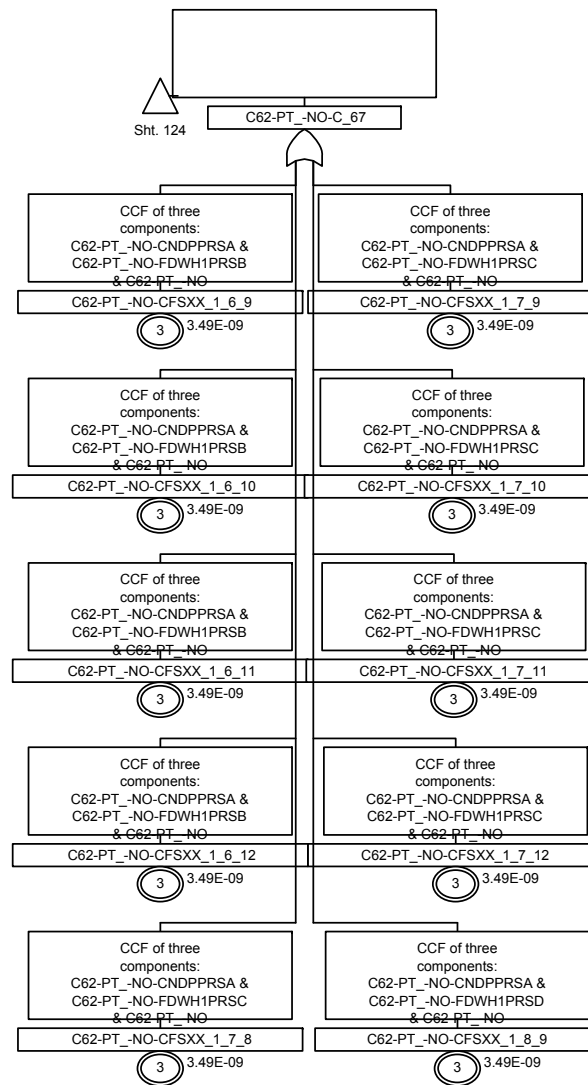 Sht. 124
C62-PT_-NO-C_67
CCF of three
components:
C62-PT_-NO-CNDPPRSA &
C62-PT_-NO-FDWH1PRSB
& C62-PT_-NO
C62-PT_-NO-CFSXX_1_6_9
3
3.49E-09
CCF of three
components:
C62-PT_-NO-CNDPPRSA &
C62-PT_-NO-FDWH1PRSC
& C62-PT_-NO
C62-PT_-NO-CFSXX_1_7_9
3
3.49E-09
CCF of three
components:
C62-PT_-NO-CNDPPRSA &
C62-PT_-NO-FDWH1PRSB
& C62-PT_-NO
C62-PT_-NO-CFSXX_1_6_10
3
3.49E-09
CCF of three
components:
C62-PT_-NO-CNDPPRSA &
C62-PT_-NO-FDWH1PRSC
& C62-PT_-NO
C62-PT_-NO-CFSXX_1_7_10
3
3.49E-09
CCF of three
components:
C62-PT_-NO-CNDPPRSA &
C62-PT_-NO-FDWH1PRSB
& C62-PT_-NO
C62-PT_-NO-CFSXX_1_6_11
3
3.49E-09
CCF of three
components:
C62-PT_-NO-CNDPPRSA &
C62-PT_-NO-FDWH1PRSC
& C62-PT_-NO
C62-PT_-NO-CFSXX_1_7_11
3
3.49E-09
CCF of three
components:
C62-PT_-NO-CNDPPRSA &
C62-PT_-NO-FDWH1PRSB
& C62-PT_-NO
C62-PT_-NO-CFSXX_1_6_12
3
3.49E-09
CCF of three
components:
C62-PT_-NO-CNDPPRSA &
C62-PT_-NO-FDWH1PRSC
& C62-PT_-NO
C62-PT_-NO-CFSXX_1_7_12
3
3.49E-09
CCF of three
components:
C62-PT_-NO-CNDPPRSA &
C62-PT_-NO-FDWH1PRSC
& C62-PT_-NO
C62-PT_-NO-CFSXX_1_7_8
3
3.49E-09
CCF of three
components:
C62-PT_-NO-CNDPPRSA &
C62-PT_-NO-FDWH1PRSD
& C62-PT_-NO
C62-PT_-NO-CFSXX_1_8_9
3
3.49E-09